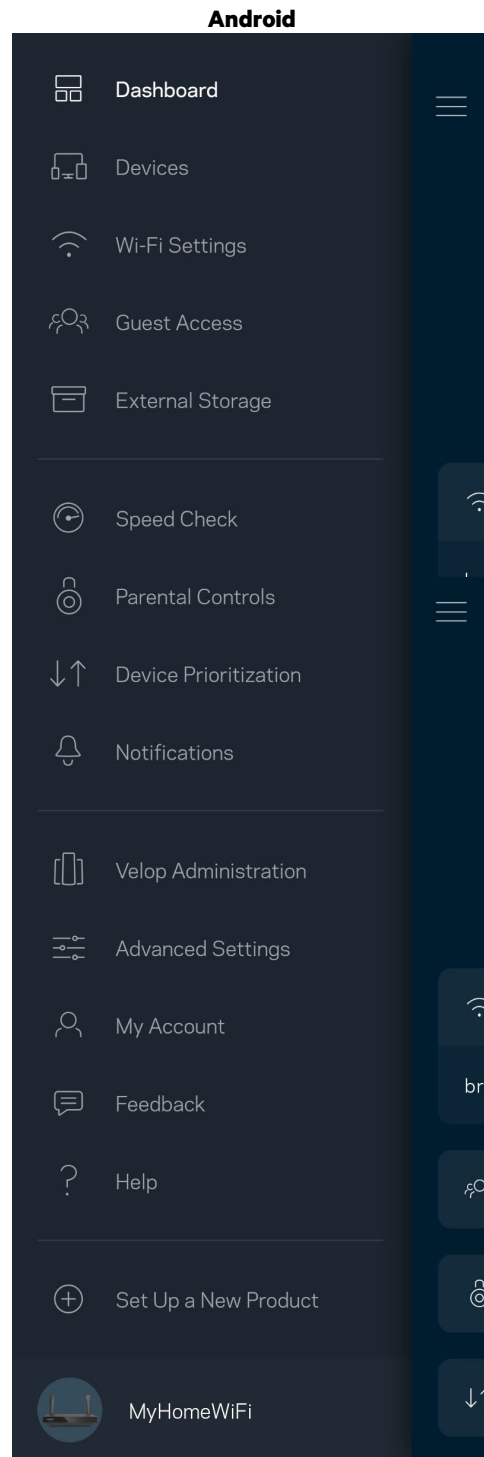 Android
Dashboard
Devices
Wi-Fi Settings
Guest Access
External Storage
Speed Check
Parental Controls
Device Prioritization
Notifications
Velop Administration
Advanced Settings
My Account
Feedback
Help
Set Up a New Product
MyHomeWiFi
br